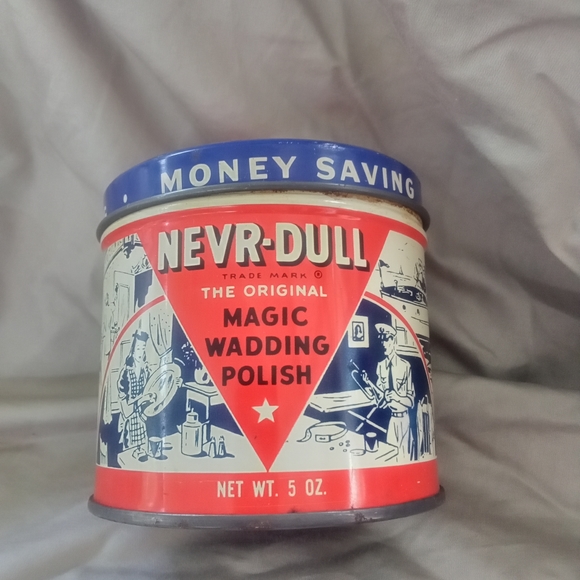 MONEY SAVING
NEVR-DULL
TRADE MARK ®
THE ORIGINAL
MAGIC
WADDING
POLISH
NET WT. 5 OZ.